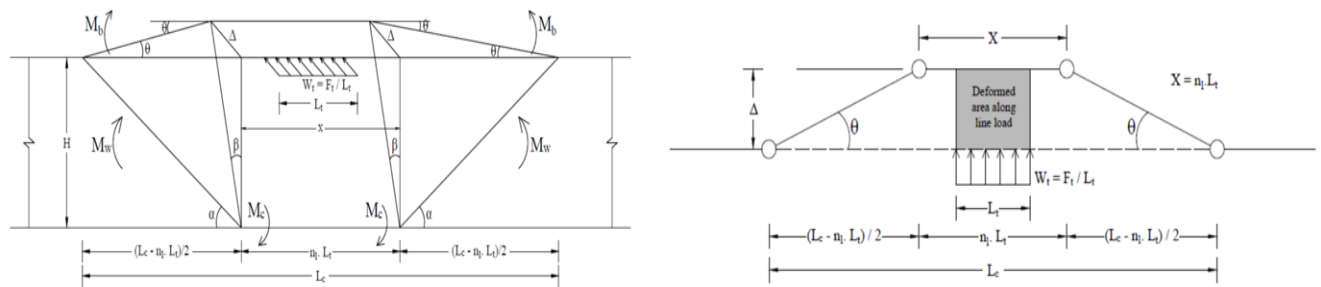 M_b
θ
Δ
Δ
θ
M_b
θ
θ
W_t = F_t / L_t
L_t
H
M_w
x
M_w
β
β
M_c
M_c
α
α
(L_c - n_l. L_t)/2
n_l. L_t
(L_c - n_l. L_t)/2
L_c
X
X = n_l.L_t
Δ
Deformed
area along
line load
θ
θ
W_t = F_t / L_t
L_t
(L_c - n_l. L_t) / 2
n_l. L_t
(L_c - n_l. L_t) / 2
L_c